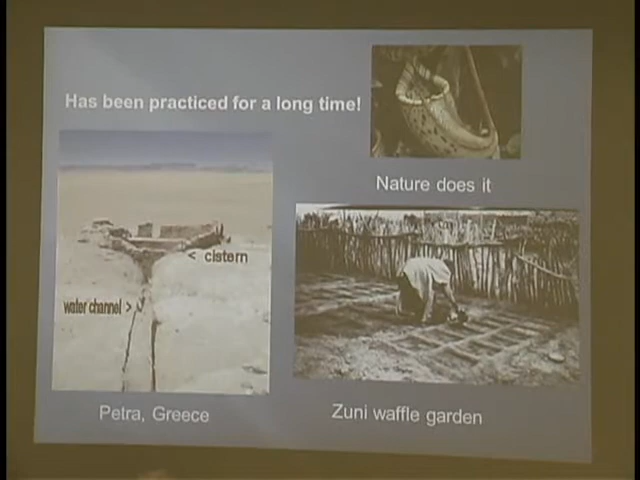 Has been practiced for a long time!
Nature does it
< cistern
water channel >
Petra, Greece
Zuni waffle garden